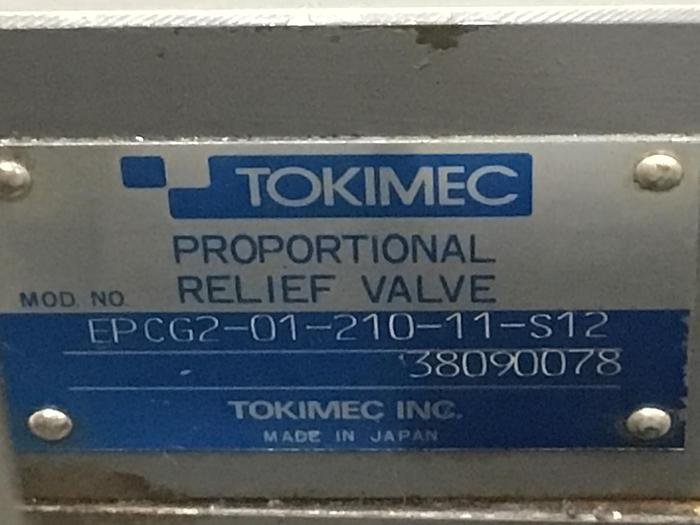 TOKIMEC
PROPORTIONAL
RELIEF VALVE
MOD. NO.
EPCG2-01-210-11-S12
38090078
TOKIMEC INC.
MADE IN JAPAN